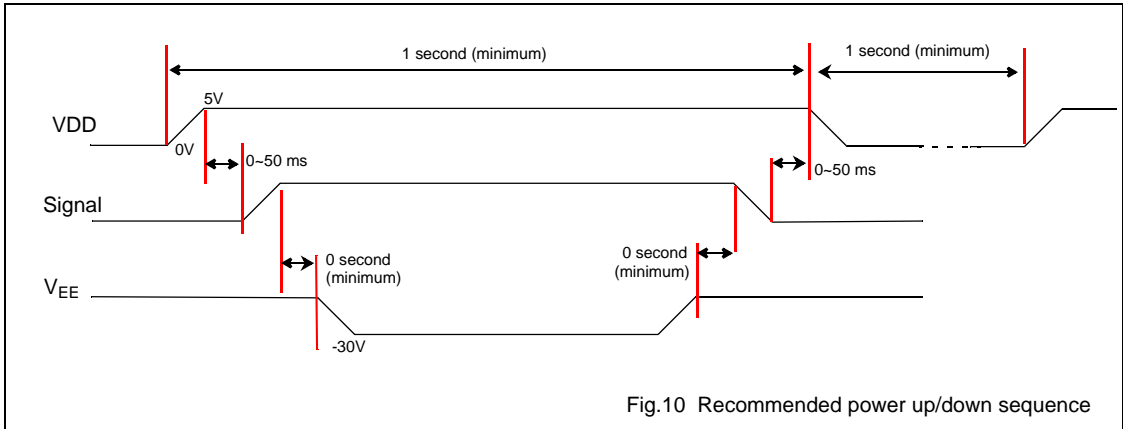 1 second (minimum)
1 second (minimum)
5V
VDD
0V
0~50 ms
0~50 ms
Signal
0 second
(minimum)
0 second
(minimum)
VEE
-30V
Fig.10 Recommended power up/down sequence